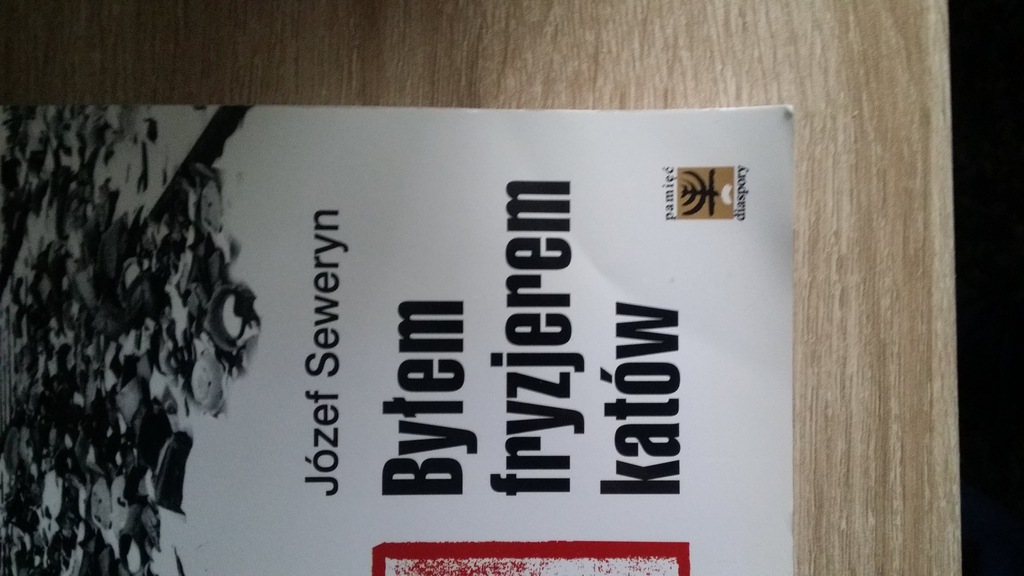 Józef Seweryn
Byłem
fryzjerem
katów
pamięć
diaspory